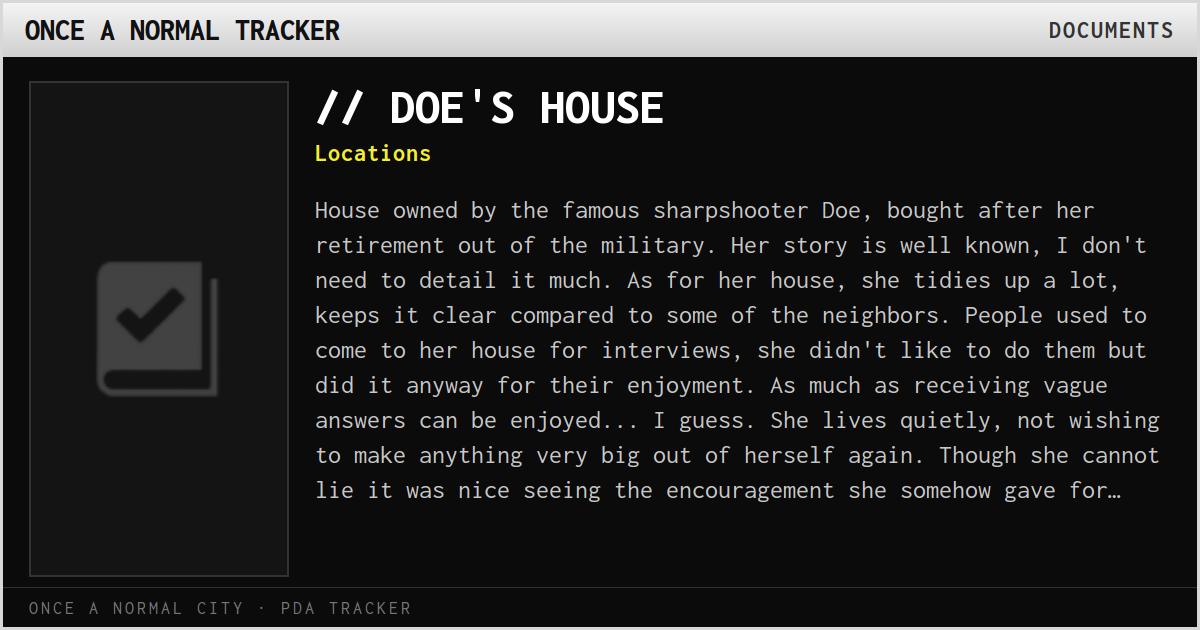 ONCE A NORMAL TRACKER
DOCUMENTS
// DOE'S HOUSE
Locations
House owned by the famous sharpshooter Doe, bought after her
retirement out of the military. Her story is well known, I don't
need to detail it much. As for her house, she tidies up a lot,
keeps it clear compared to some of the neighbors. People used to
come to her house for interviews, she didn't like to do them but
did it anyway for their enjoyment. As much as receiving vague
answers can be enjoyed... I guess. She lives quietly, not wishing
to make anything very big out of herself again. Though she cannot
lie it was nice seeing the encouragement she somehow gave for…
ONCE A NORMAL CITY · PDA TRACKER